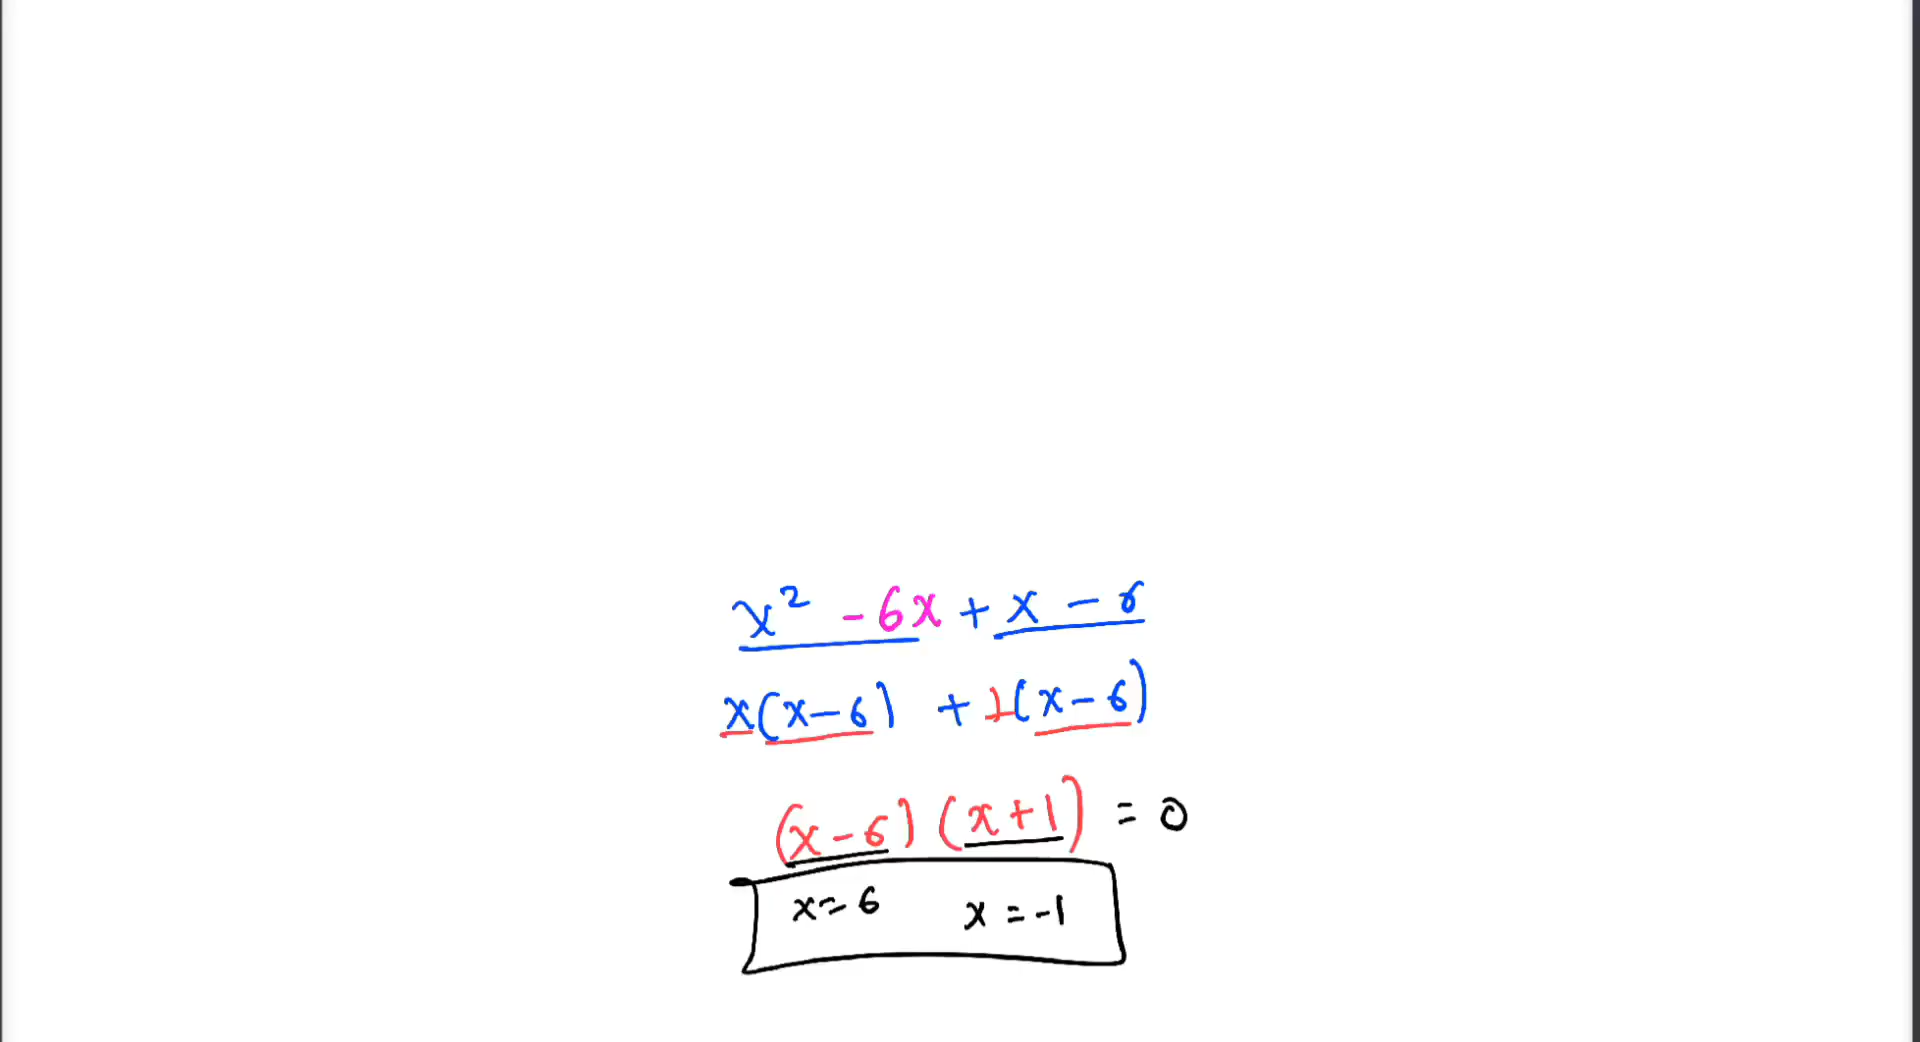 x² - 6x + x - 6
x(x-6) + 1(x-6)
(x-6)(x+1) = 0
x = 6 x = -1